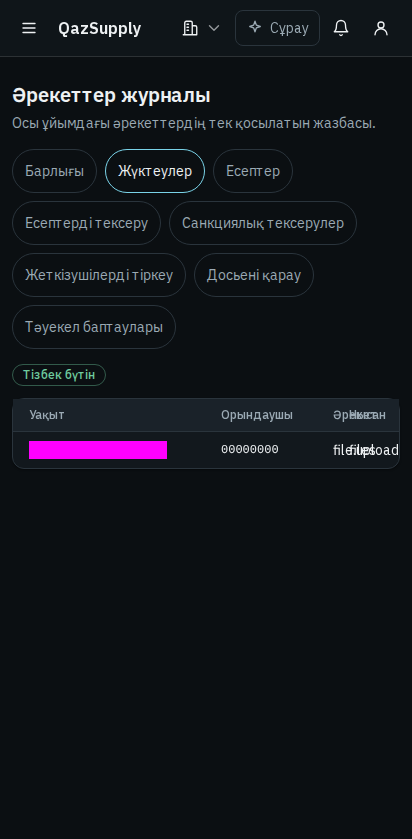 QazSupply
Сұрау
Әрекеттер журналы
Осы ұйымдағы әрекеттердің тек қосылатын жазбасы.
Барлығы Жүктеулер Есептер
Есептерді тексеру Санкциялық тексерулер
Жеткізушілерді тіркеу Досьені қарау
Тәуекел баптаулары
Тізбек бүтін
Уақыт Орындаушы
00000000